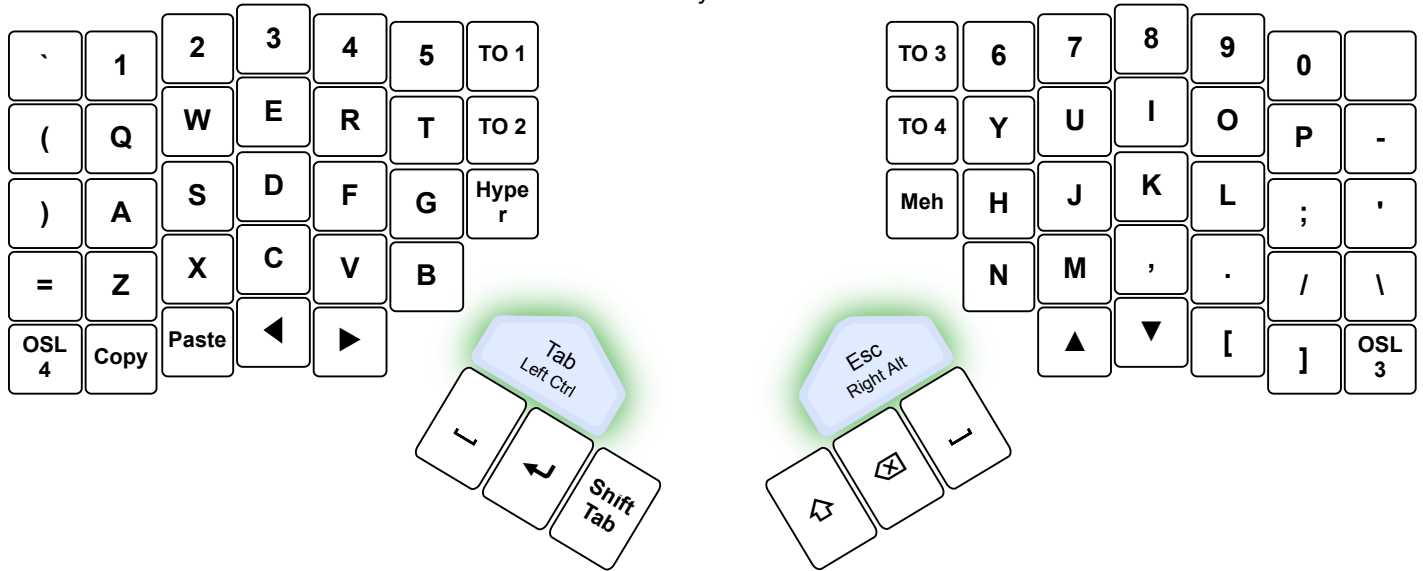 ` 1 2 3 4 5 TO 1
TO 3 6 7 8 9 0
( Q W E R T TO 2
TO 4 Y U I O P -
) A S D F G Hype
r
Meh H J K L ; '
= Z X C V B
N M , . / \
OSL
4 Copy Paste ◀ ▶
▲ ▼ [ ] OSL
3
Tab
Left Ctrl
Esc
Right Alt
Shift
Tab